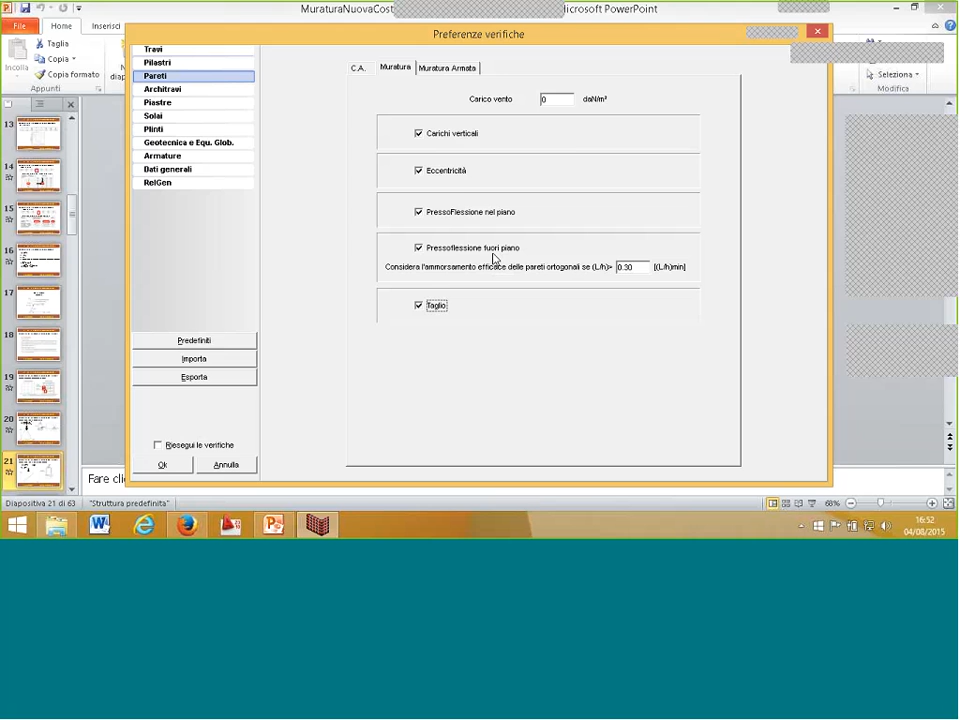 MuraturaNuovaCost
Microsoft PowerPoint
File
Home
Inserisci
Taglia
Copia
Copia formato
Incolla
Appunti
Seleziona
Modifica
Preferenze verifiche
Travi
Pilastri
Pareti
Architravi
Piastre
Solai
Plinti
Geotecnica e Equ. Glob.
Armature
Dati generali
RelGen
C.A.
Muratura
Muratura Armata
Carico vento 0 daN/m²
Carichi verticali
Eccentricità
PressoFlessione nel piano
Pressoflessione fuori piano
Considera l'ammorsamento efficace delle pareti ortogonali se (L/h)> 0.30 [(L/h)min]
Taglio
Predefiniti
Importa
Esporta
Riesegui le verifiche
Ok
Annulla
13
14
15
16
17
18
19
20
21
Fare cli
Diapositiva 21 di 63
"Struttura predefinita"
68%
16:52
04/08/2015